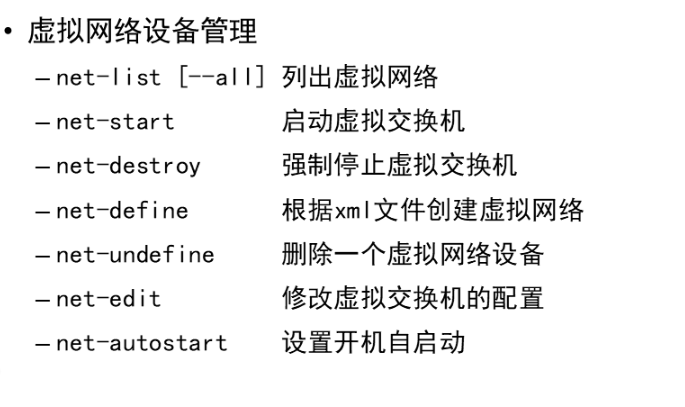 • 虚拟网络设备管理
– net-list [--all] 列出虚拟网络
– net-start 启动虚拟交换机
– net-destroy 强制停止虚拟交换机
– net-define 根据xml文件创建虚拟网络
– net-undefine 删除一个虚拟网络设备
– net-edit 修改虚拟交换机的配置
– net-autostart 设置开机自启动